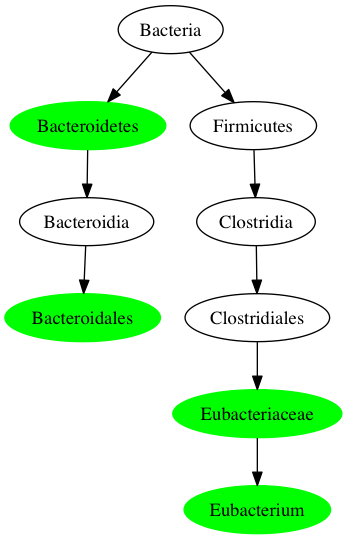 Bacteria
Bacteroidetes
Firmicutes
Bacteroidia
Clostridia
Bacteroidales
Clostridiales
Eubacteriaceae
Eubacterium